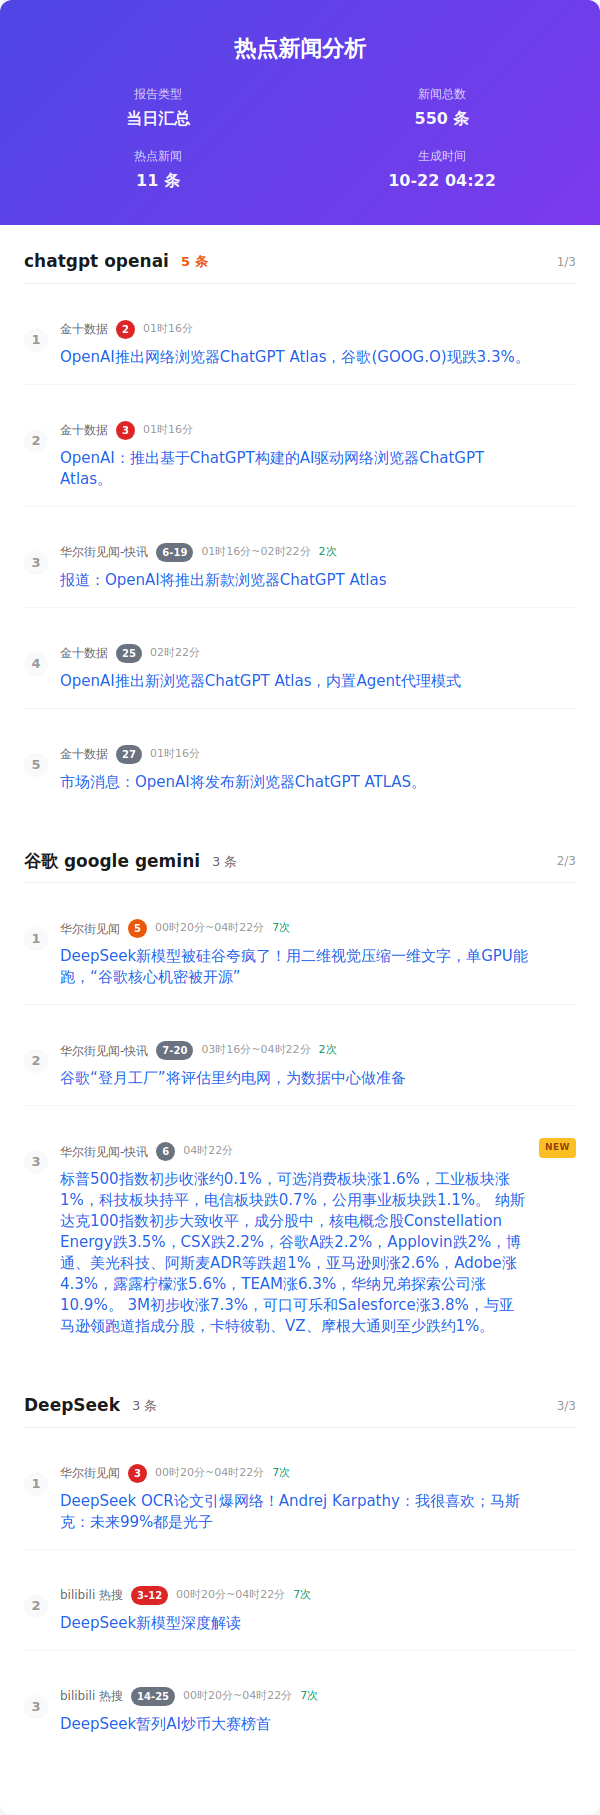 热点新闻分析
报告类型
新闻总数
当日汇总
550 条
热点新闻
生成时间
11 条
10-22 04:22
chatgpt openai 5 条 1/3
1 金十数据 2 01时16分
OpenAI推出网络浏览器ChatGPT Atlas，谷歌(GOOG.O)现跌3.3%。
2 金十数据 3 01时16分
OpenAI：推出基于ChatGPT构建的AI驱动网络浏览器ChatGPT
Atlas。
3 华尔街见闻-快讯 6-19 01时16分~02时22分 2次
报道：OpenAI将推出新款浏览器ChatGPT Atlas
4 金十数据 25 02时22分
OpenAI推出新浏览器ChatGPT Atlas，内置Agent代理模式
5 金十数据 27 01时16分
市场消息：OpenAI将发布新浏览器ChatGPT ATLAS。
谷歌 google gemini 3 条 2/3
1 华尔街见闻 5 00时20分~04时22分 7次
DeepSeek新模型被硅谷夸疯了！用二维视觉压缩一维文字，单GPU能
跑，“谷歌核心机密被开源”
2 华尔街见闻-快讯 7-20 03时16分~04时22分 2次
谷歌“登月工厂”将评估里约电网，为数据中心做准备
3 华尔街见闻-快讯 6 04时22分 NEW
标普500指数初步收涨约0.1%，可选消费板块涨1.6%，工业板块涨
1%，科技板块持平，电信板块跌0.7%，公用事业板块跌1.1%。 纳斯
达克100指数初步大致收平，成分股中，核电概念股Constellation
Energy跌3.5%，CSX跌2.2%，谷歌A跌2.2%，Applovin跌2%，博
通、美光科技、阿斯麦ADR等跌超1%，亚马逊则涨2.6%，Adobe涨
4.3%，露露柠檬涨5.6%，TEAM涨6.3%，华纳兄弟探索公司涨
10.9%。 3M初步收涨7.3%，可口可乐和Salesforce涨3.8%，与亚
马逊领跑道指成分股，卡特彼勒、VZ、摩根大通则至少跌约1%。
DeepSeek 3 条 3/3
1 华尔街见闻 3 00时20分~04时22分 7次
DeepSeek OCR论文引爆网络！Andrej Karpathy：我很喜欢；马斯
克：未来99%都是光子
2 bilibili 热搜 3-12 00时20分~04时22分 7次
DeepSeek新模型深度解读
3 bilibili 热搜 14-25 00时20分~04时22分 7次
DeepSeek暂列AI炒币大赛榜首